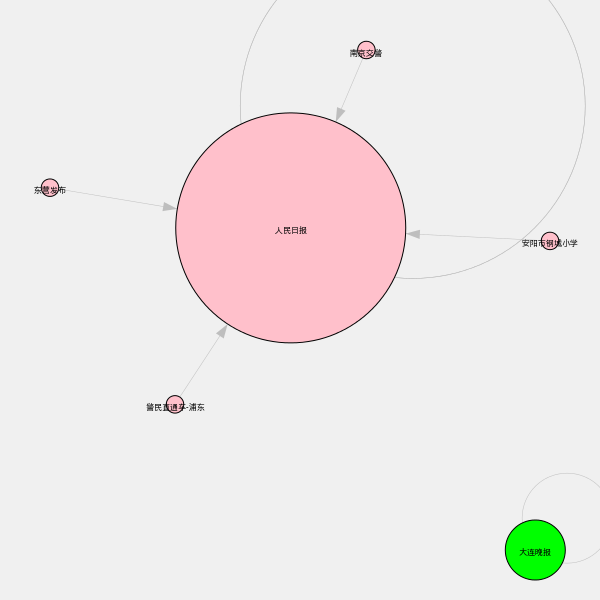 南京交警
东营发布
人民日报
安阳市钢城小学
警民直通车-浦东
大连晚报